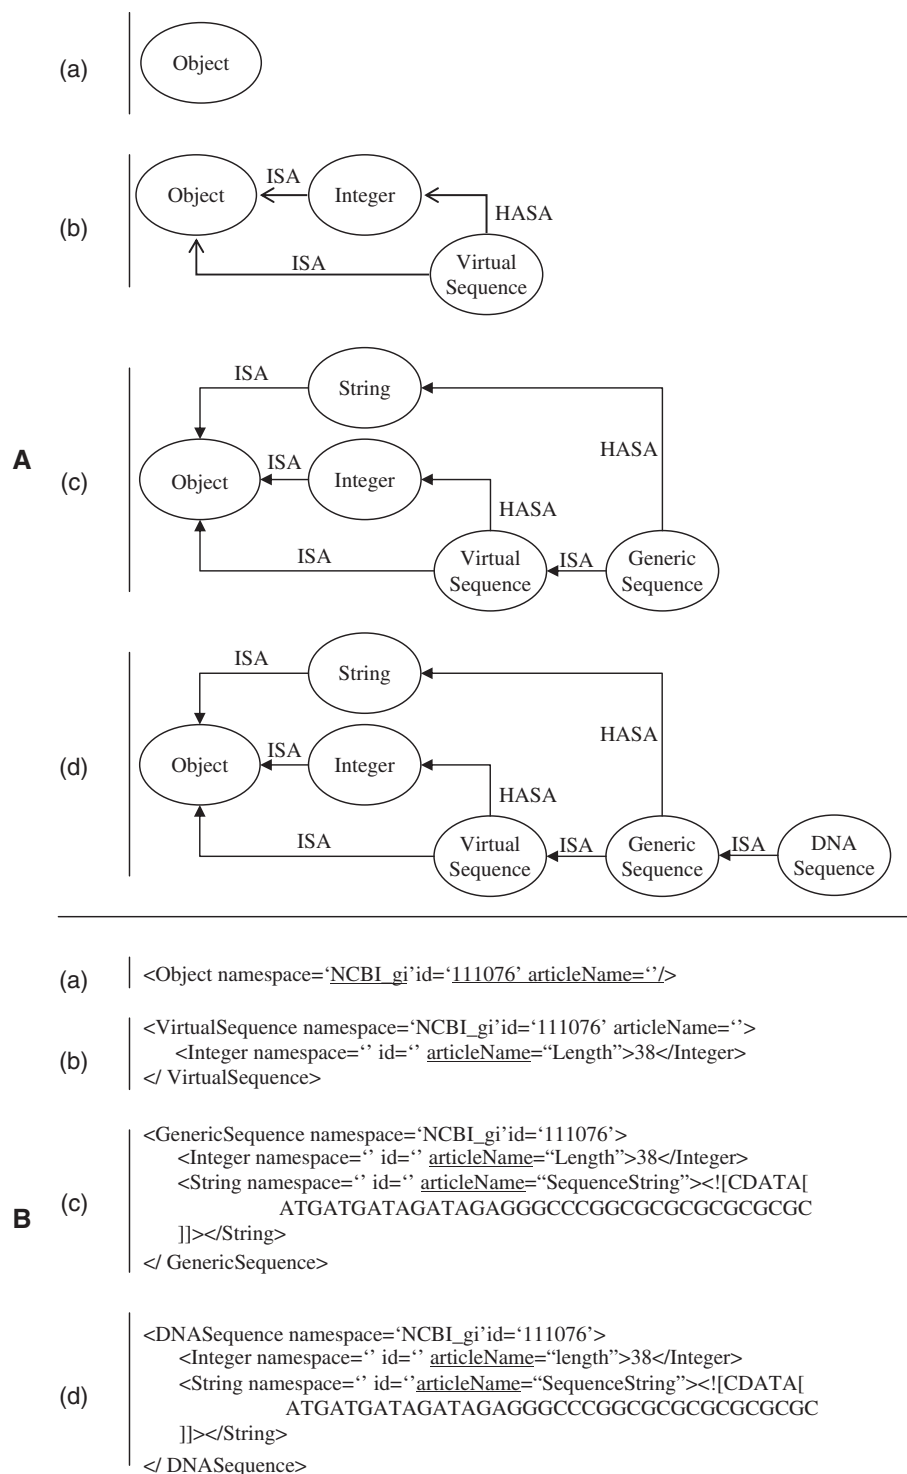 (a)
Object
(b)
Object
ISA
Integer
HASA
ISA
Virtual
Sequence
A
(c)
ISA
String
HASA
Object
ISA
Integer
HASA
ISA
Virtual
Sequence
ISA
Generic
Sequence
(d)
ISA
String
HASA
Object
ISA
Integer
HASA
ISA
Virtual
Sequence
ISA
Generic
Sequence
ISA
DNA
Sequence
B
(a)
<Object namespace=‘NCBI_gi’id=‘111076’ articleName=‘’/>
(b)
<VirtualSequence namespace=‘NCBI_gi’id=‘111076’ articleName=‘’>
<Integer namespace=‘’ id=‘’ articleName=“Length”>38</Integer>
</ VirtualSequence>
(c)
<GenericSequence namespace=‘NCBI_gi’id=‘111076’>
<Integer namespace=‘’ id=‘’ articleName=“Length”>38</Integer>
<String namespace=‘’ id=‘’ articleName=“SequenceString”><![CDATA[
ATGATGATAGATAGAGGGCCCGGCGCGCGCGCGCGC
]]></String>
</ GenericSequence>
(d)
<DNASequence namespace=‘NCBI_gi’id=‘111076’>
<Integer namespace=‘’ id=‘’ articleName=“length”>38</Integer>
<String namespace=‘’ id=‘’articleName=“SequenceString”><![CDATA[
ATGATGATAGATAGAGGGCCCGGCGCGCGCGCGCGC
]]></String>
</ DNASequence>